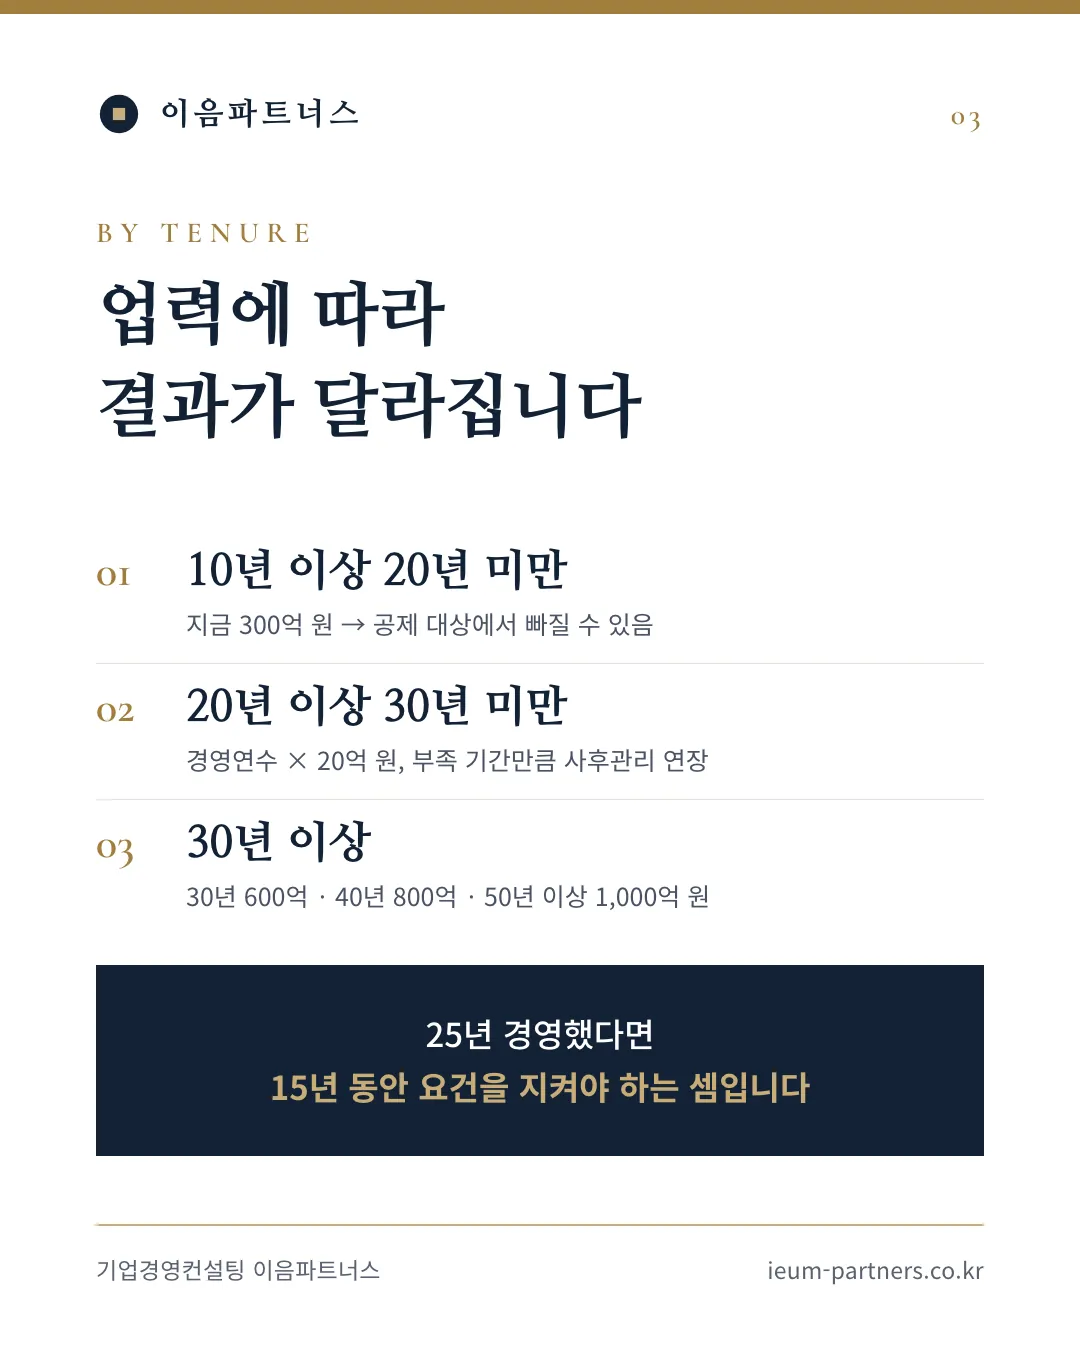 이음파트너스
03
BY TENURE
업력에 따라
결과가 달라집니다
01
10년 이상 20년 미만
지금 300억 원 → 공제 대상에서 빠질 수 있음
02
20년 이상 30년 미만
경영연수 × 20억 원, 부족 기간만큼 사후관리 연장
03
30년 이상
30년 600억 · 40년 800억 · 50년 이상 1,000억 원
25년 경영했다면
15년 동안 요건을 지켜야 하는 셈입니다
기업경영컨설팅 이음파트너스
ieum-partners.co.kr